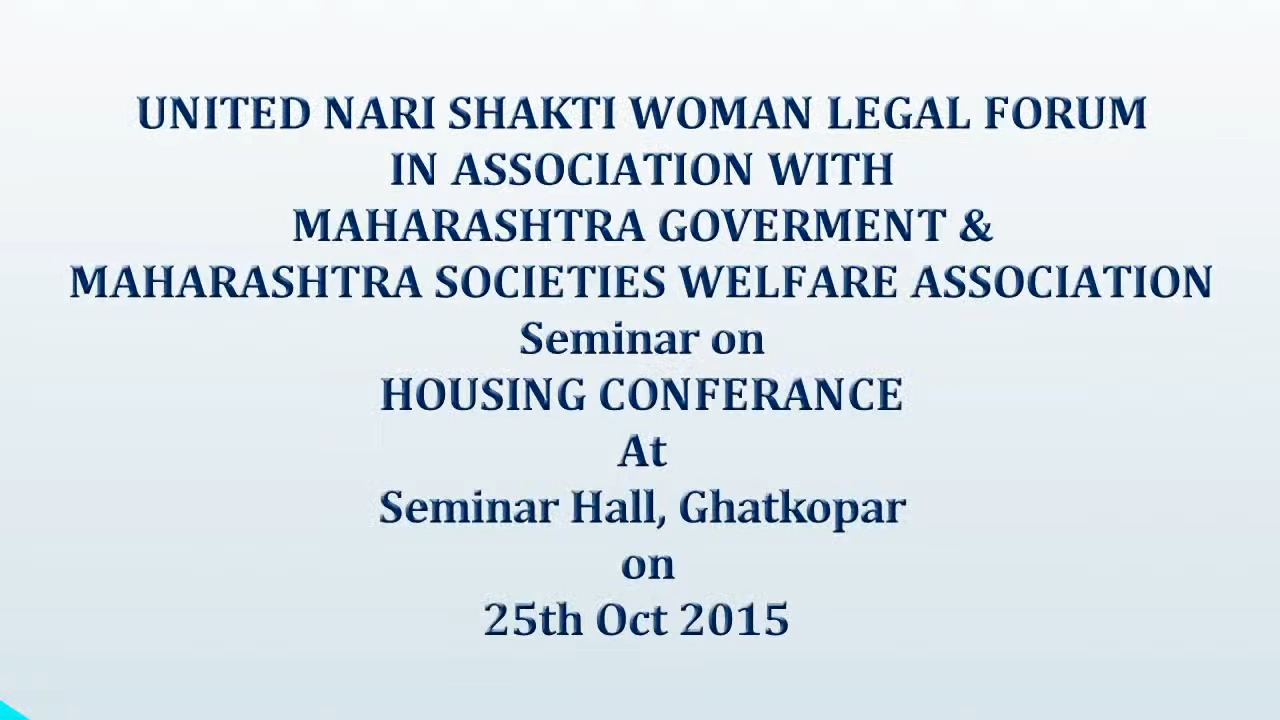 UNITED NARI SHAKTI WOMAN LEGAL FORUM
IN ASSOCIATION WITH
MAHARASHTRA GOVERMENT &
MAHARASHTRA SOCIETIES WELFARE ASSOCIATION
Seminar on
HOUSING CONFERANCE
At
Seminar Hall, Ghatkopar
on
25th Oct 2015